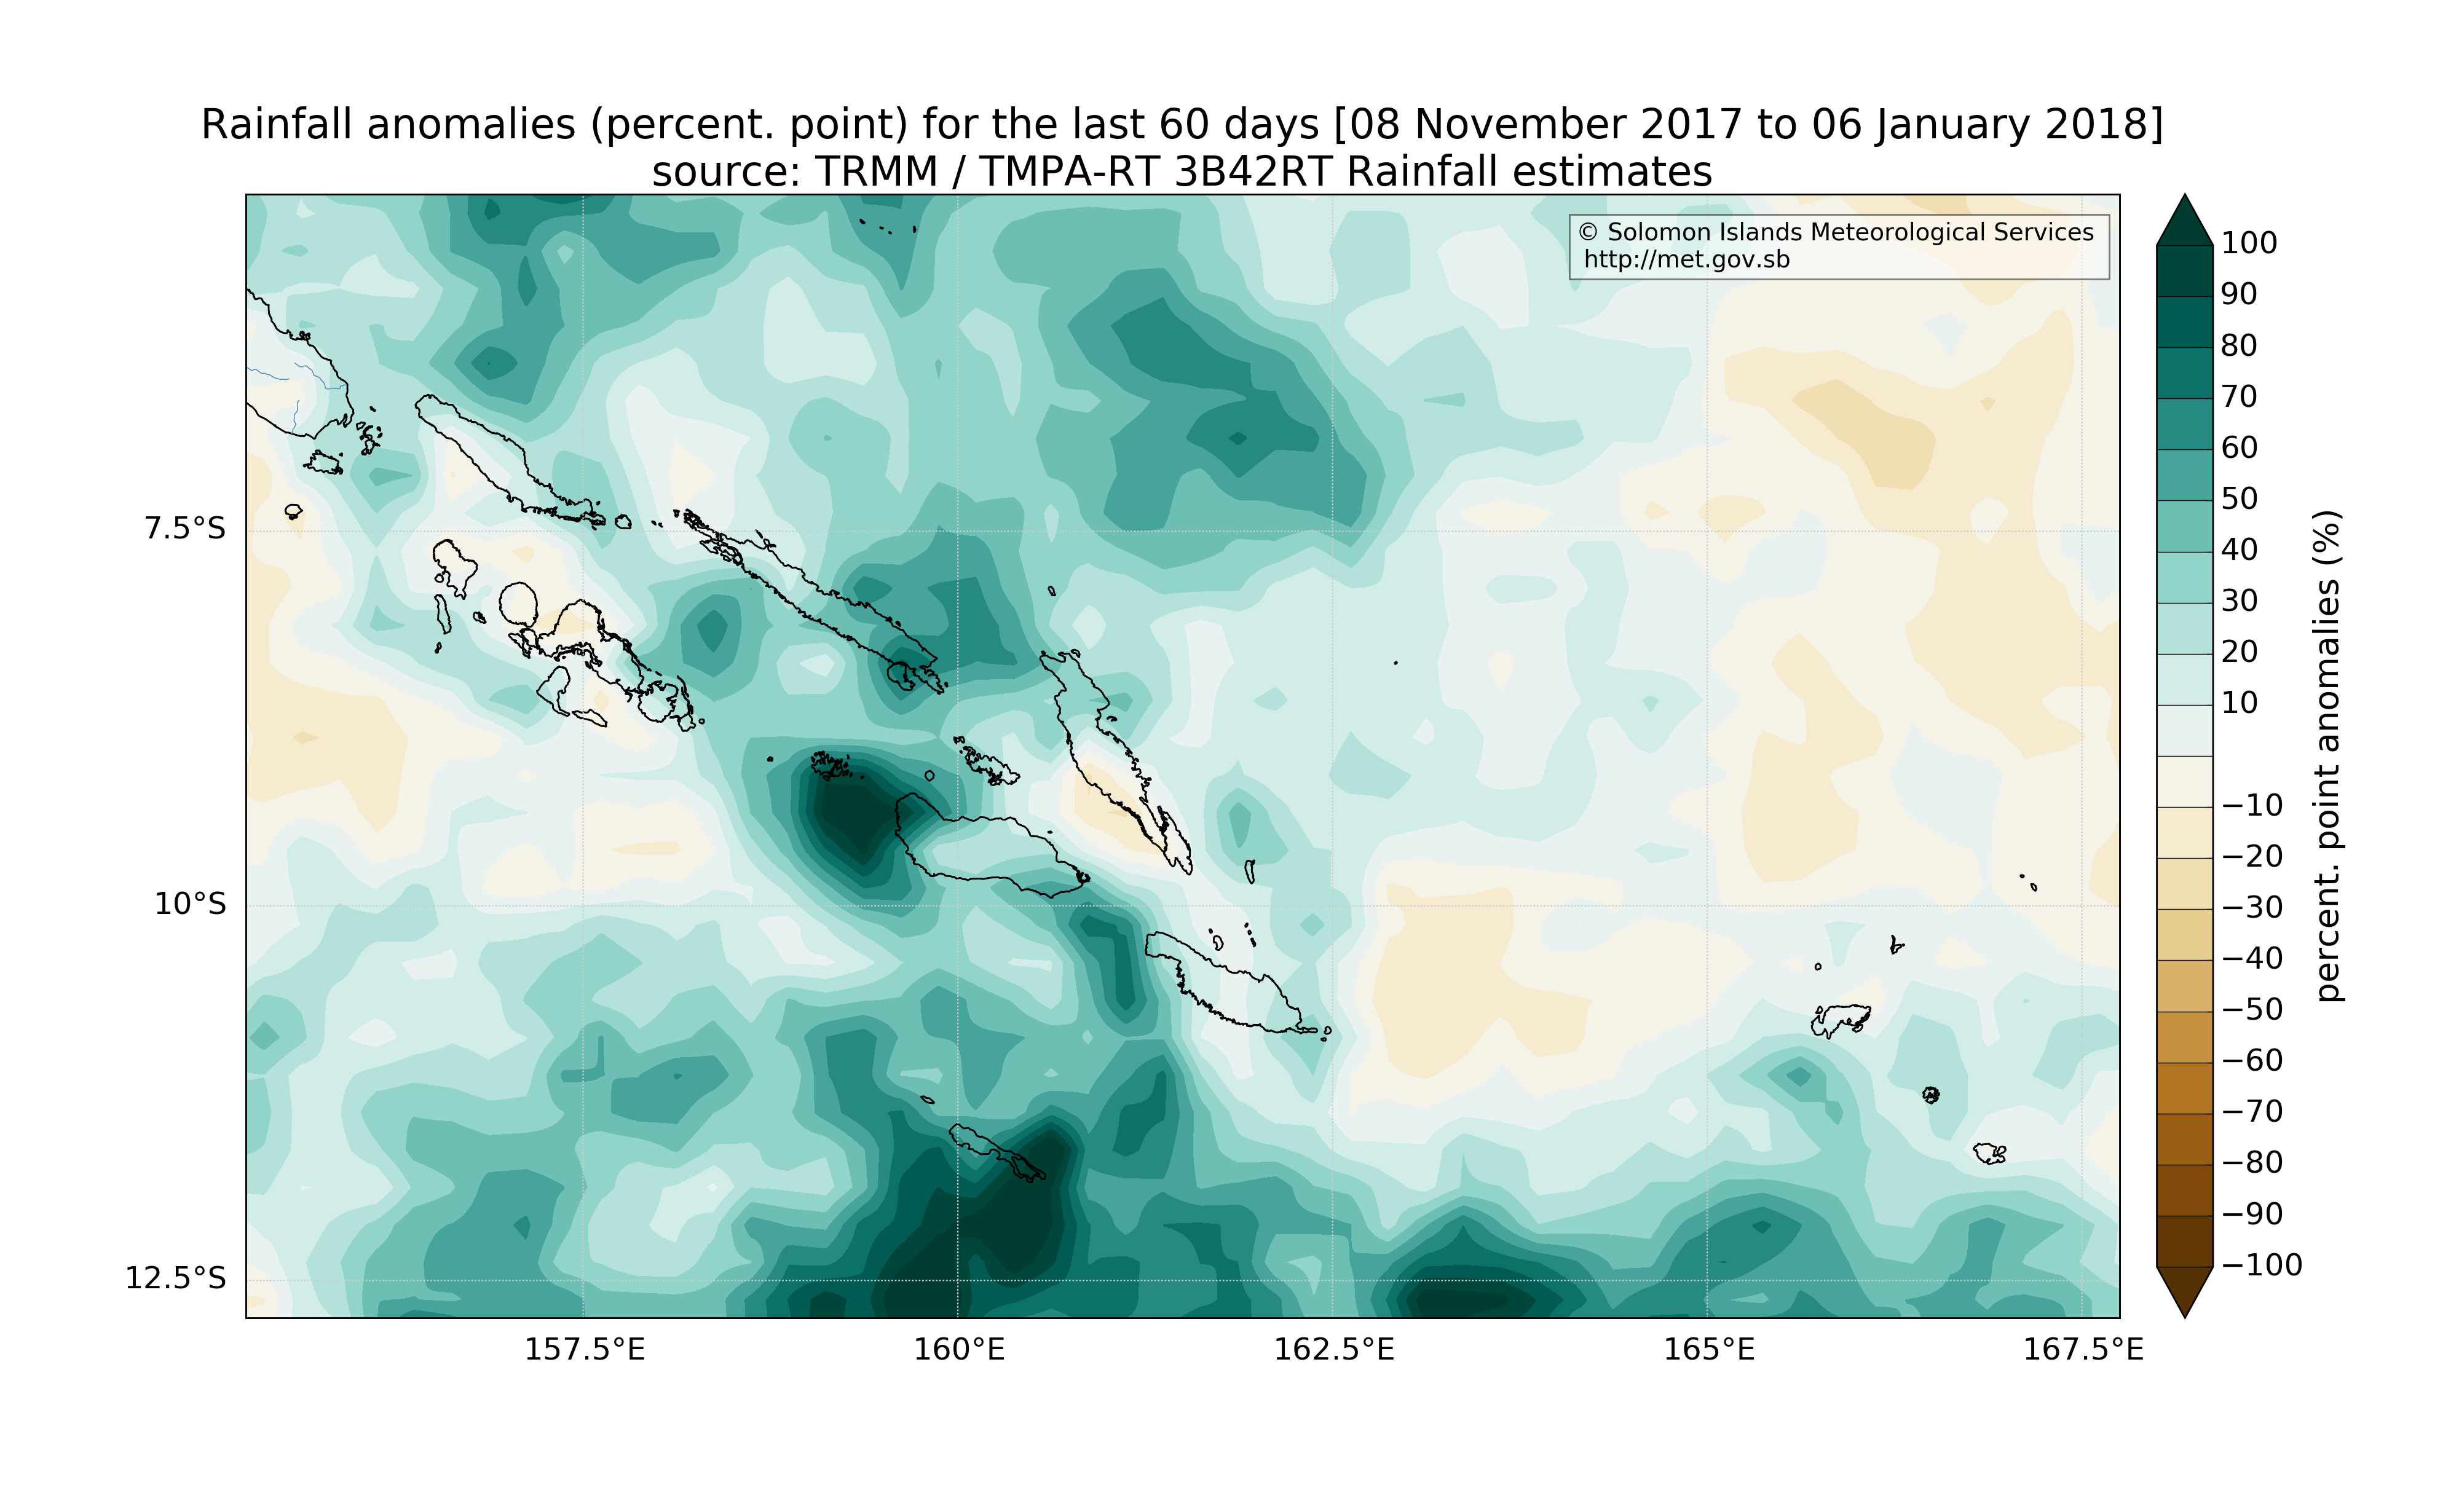 Rainfall anomalies (percent. point) for the last 60 days [08 November 2017 to 06 January 2018]
source: TRMM / TMPA-RT 3B42RT Rainfall estimates
© Solomon Islands Meteorological Services
http://met.gov.sb
7.5°S
10°S
12.5°S
157.5°E
160°E
162.5°E
165°E
167.5°E
100
90
80
70
60
50
40
30
20
10
−10
−20
−30
−40
−50
−60
−70
−80
−90
−100
percent. point anomalies (%)